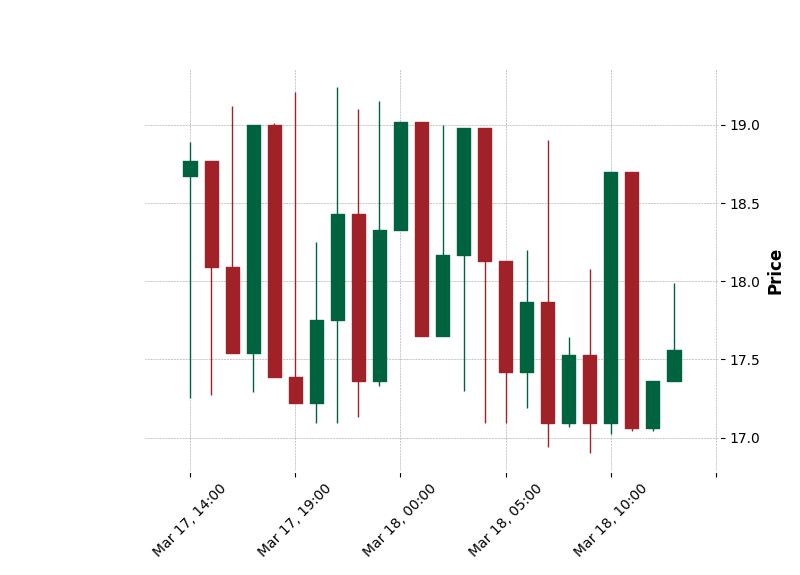 19.0
18.5
18.0
17.5
17.0
Price
Mar 17, 14:00
Mar 17, 19:00
Mar 18, 00:00
Mar 18, 05:00
Mar 18, 10:00